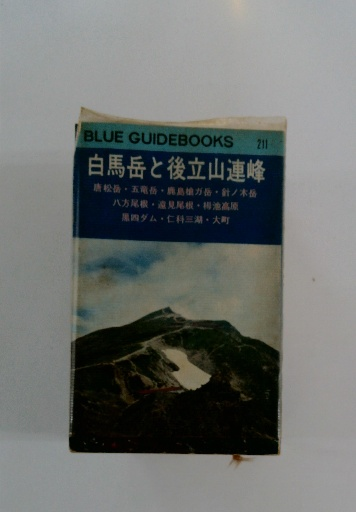 BLUE GUIDEBOOKS 211
白馬岳と後立山連峰
唐松岳・五竜岳・鹿島槍ガ岳・針ノ木岳
八方尾根・遠見尾根・栂池高原
黒四ダム・仁科三湖・大町